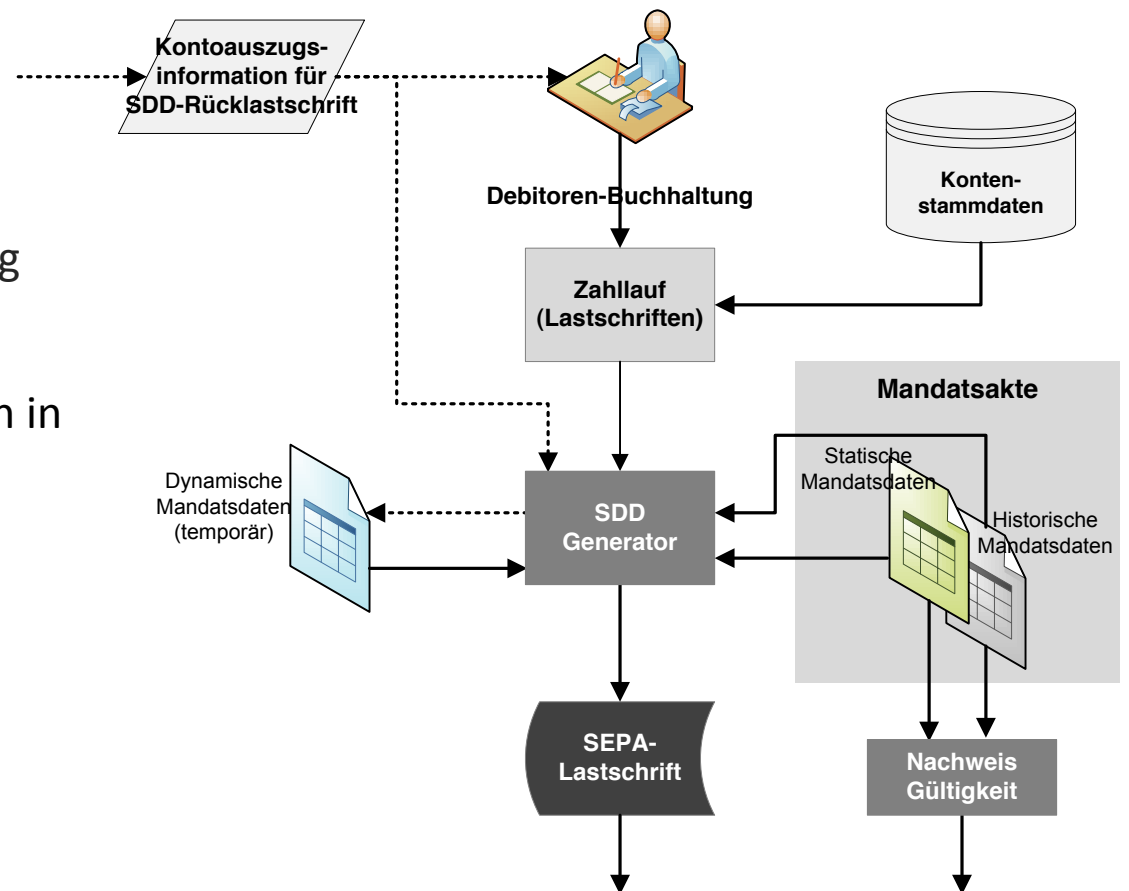 Kontoauszugs-
information für
SDD-Rücklastschrift
Debitoren-Buchhaltung
Konten-
stammdaten
g
Zahllauf
(Lastschriften)
n in
Mandatsakte
Statische
Mandatsdaten
Dynamische
Mandatsdaten
(temporär)
SDD
Generator
Historische
Mandatsdaten
SEPA-
Lastschrift
Nachweis
Gültigkeit